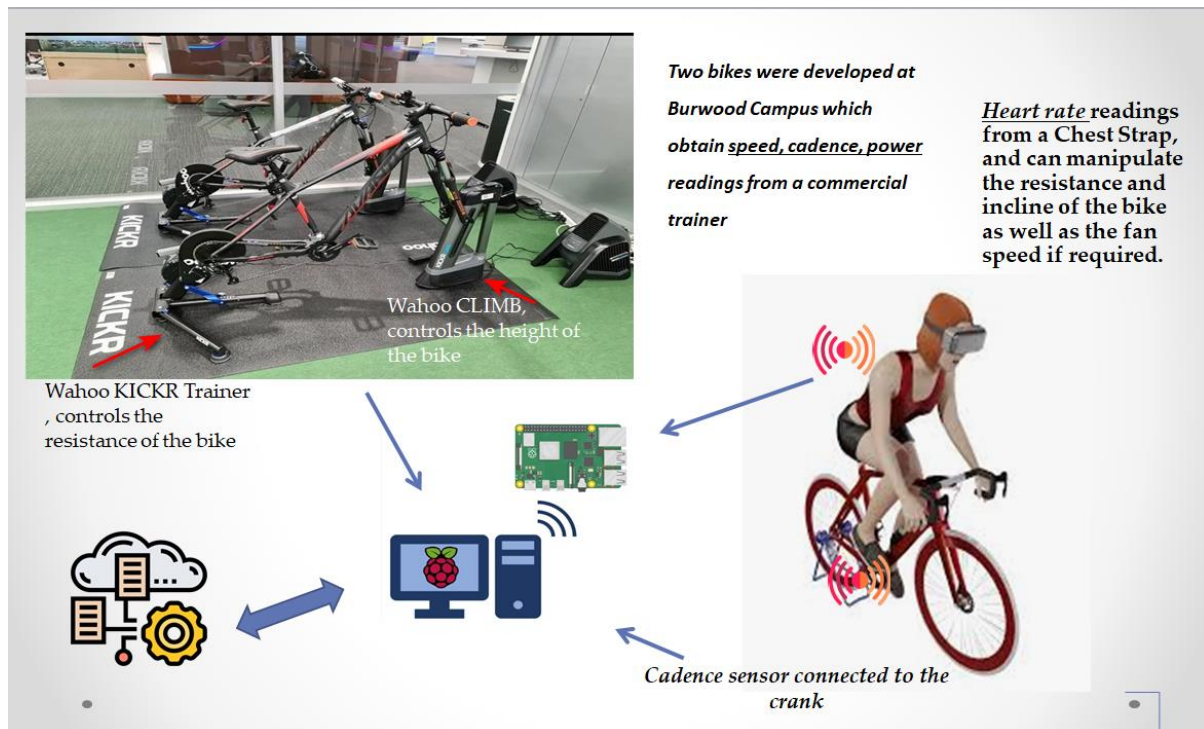 Two bikes were developed at
Burwood Campus which
obtain speed, cadence, power
readings from a commercial
trainer
Heart rate readings
from a Chest Strap,
and can manipulate
the resistance and
incline of the bike
as well as the fan
speed if required.
KICKR
KICKR
Wahoo CLIMB,
controls the height of
the bike
Wahoo KICKR Trainer
, controls the
resistance of the bike
Cadence sensor connected to the
crank